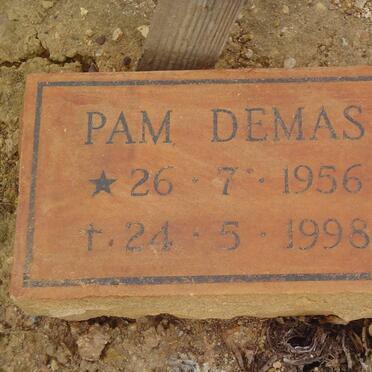 PAM DEMAS
★ 26 · 7 · 1956
†. 24 · 5 · 1998